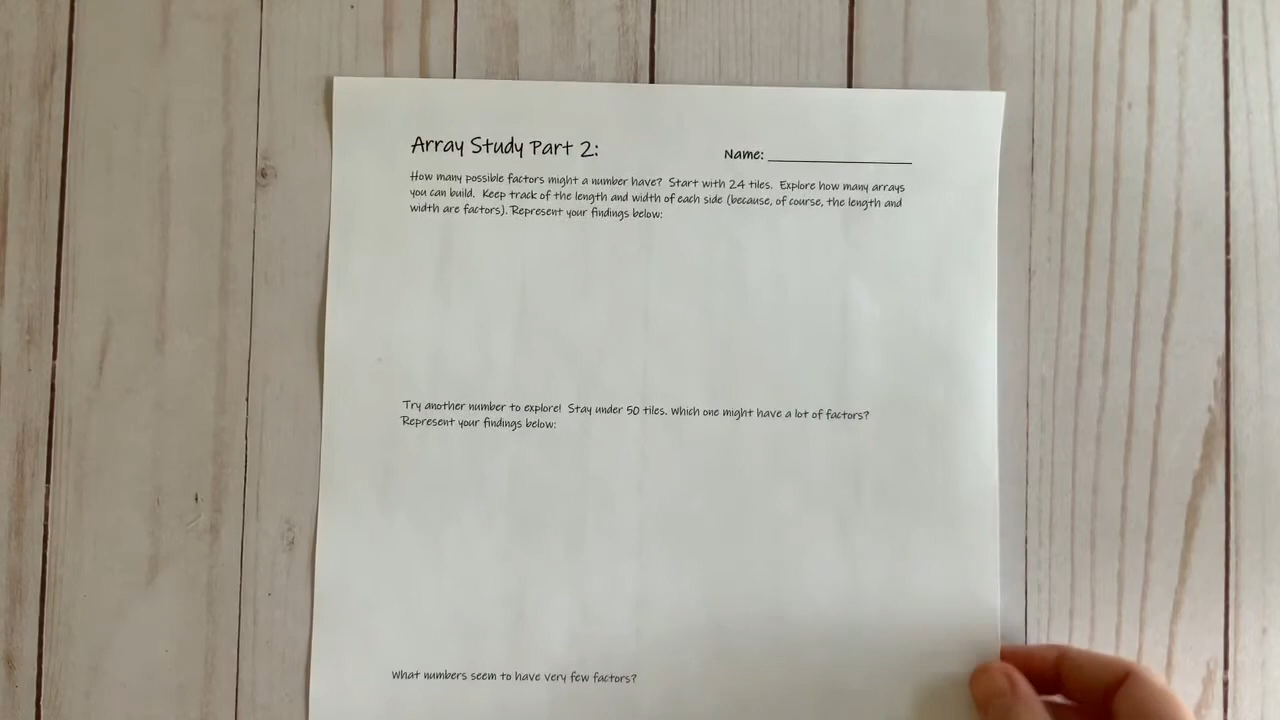 Array Study Part 2:
Name: ____________________
How many possible factors might a number have? Start with 24 tiles. Explore how many arrays
you can build. Keep track of the length and width of each side (because, of course, the length and
width are factors). Represent your findings below:
Try another number to explore! Stay under 50 tiles. Which one might have a lot of factors?
Represent your findings below:
What numbers seem to have very few factors?